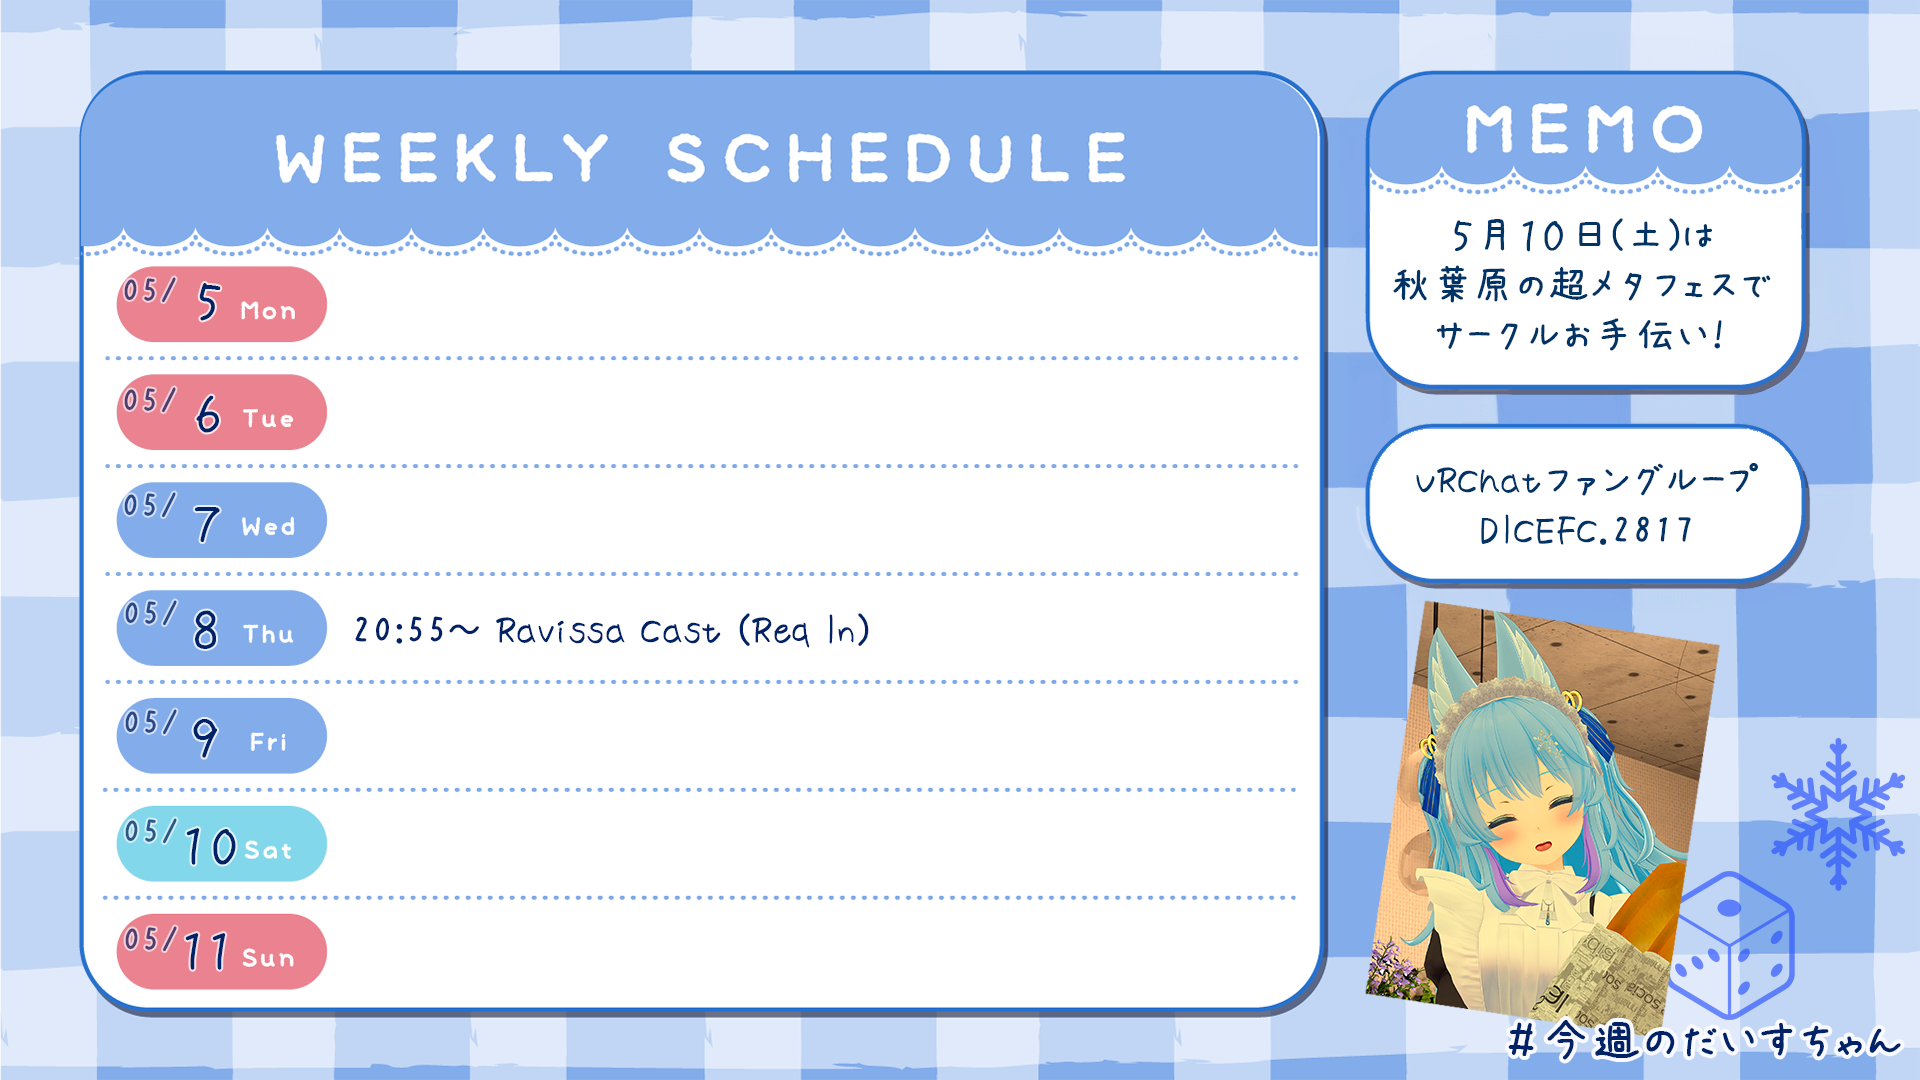 WEEKLY SCHEDULE
05/ 5 Mon
05/ 6 Tue
05/ 7 Wed
05/ 8 Thu 20:55～ Ravissa Cast (Req In)
05/ 9 Fri
05/ 10 Sat
05/ 11 Sun
MEMO
5月10日(土)は
秋葉原の超メタフェスで
サークルお手伝い!
VRChatファングループ
DICEFC.2817
#今週のだいすちゃん